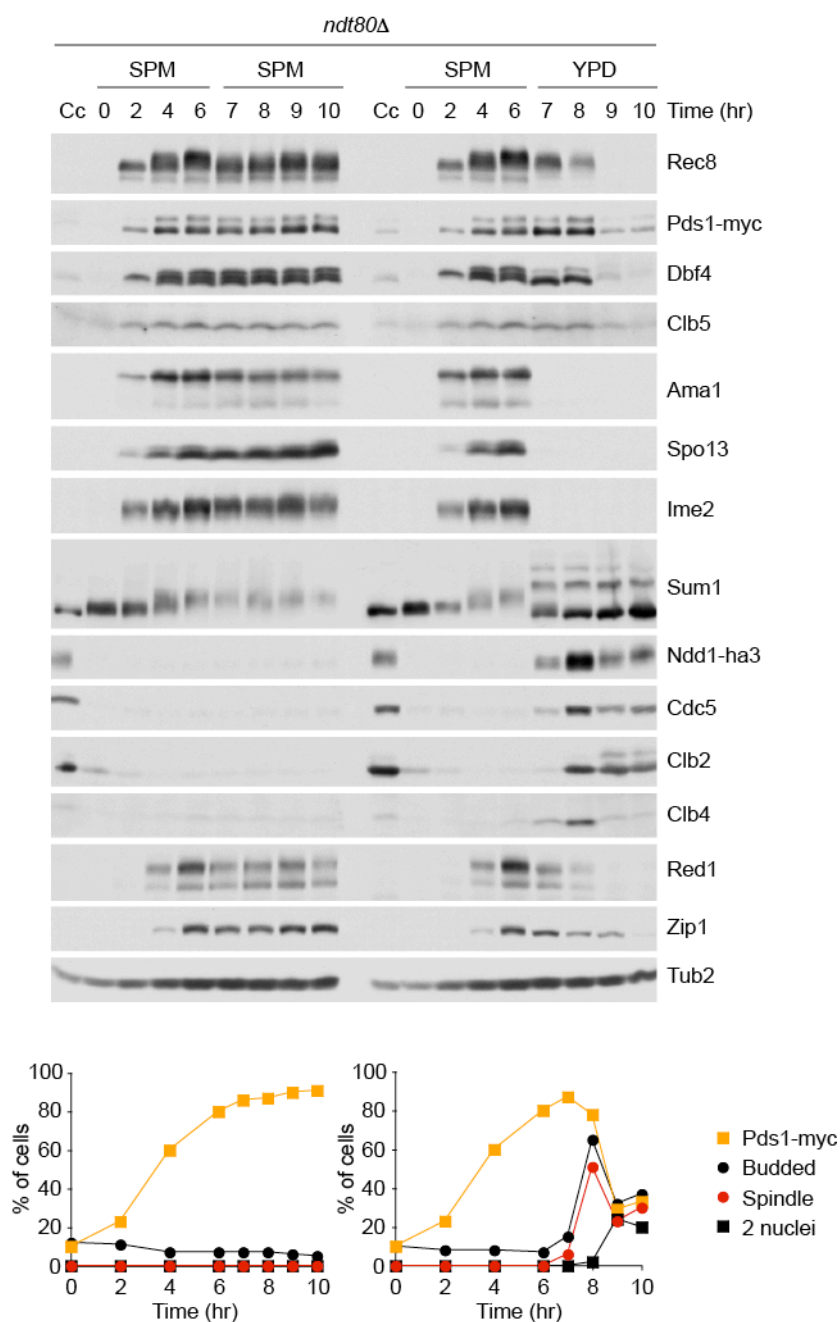 ndt80Δ
SPM SPM SPM YPD
Cc 0 2 4 6 7 8 9 10 Cc 0 2 4 6 7 8 9 10 Time (hr)
Rec8
Pds1-myc
Dbf4
Clb5
Ama1
Spo13
Ime2
Sum1
Ndd1-ha3
Cdc5
Clb2
Clb4
Red1
Zip1
Tub2
% of cells
100
80
60
40
20
0
0 2 4 6 8 10
Time (hr)
% of cells
100
80
60
40
20
0
0 2 4 6 8 10
Time (hr)
Pds1-myc
Budded
Spindle
2 nuclei